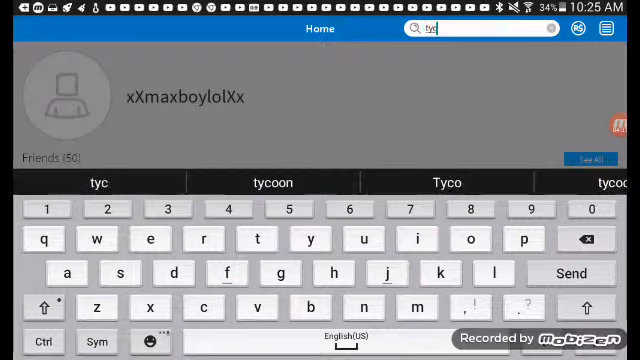 34% 10:25 AM
Home
tyc
R$
xXmaxboylolXx
Friends (50)
See All
tyc tycoon Tyco tycoo
1 2 3 4 5 6 7 8 9 0
q w e r t y u i o p
a s d f g h j k l Send
z x c v b n m , ! . ?
Ctrl Sym English(US)
Recorded by mobizen